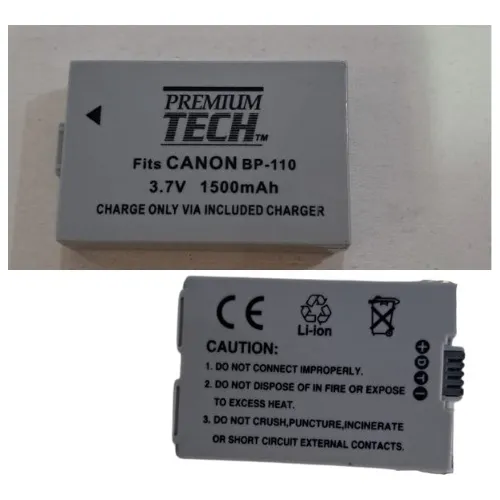 PREMIUM
TECH™
Fits CANON BP-110
3.7V 1500mAh
CHARGE ONLY VIA INCLUDED CHARGER
CE
Li-ion
CAUTION:
1. DO NOT CONNECT IMPROPERLY.
2. DO NOT DISPOSE OF IN FIRE OR EXPOSE
TO EXCESS HEAT.
3. DO NOT CRUSH,PUNCTURE,INCINERATE
OR SHORT CIRCUIT EXTERNAL CONTACTS.
+ D T I